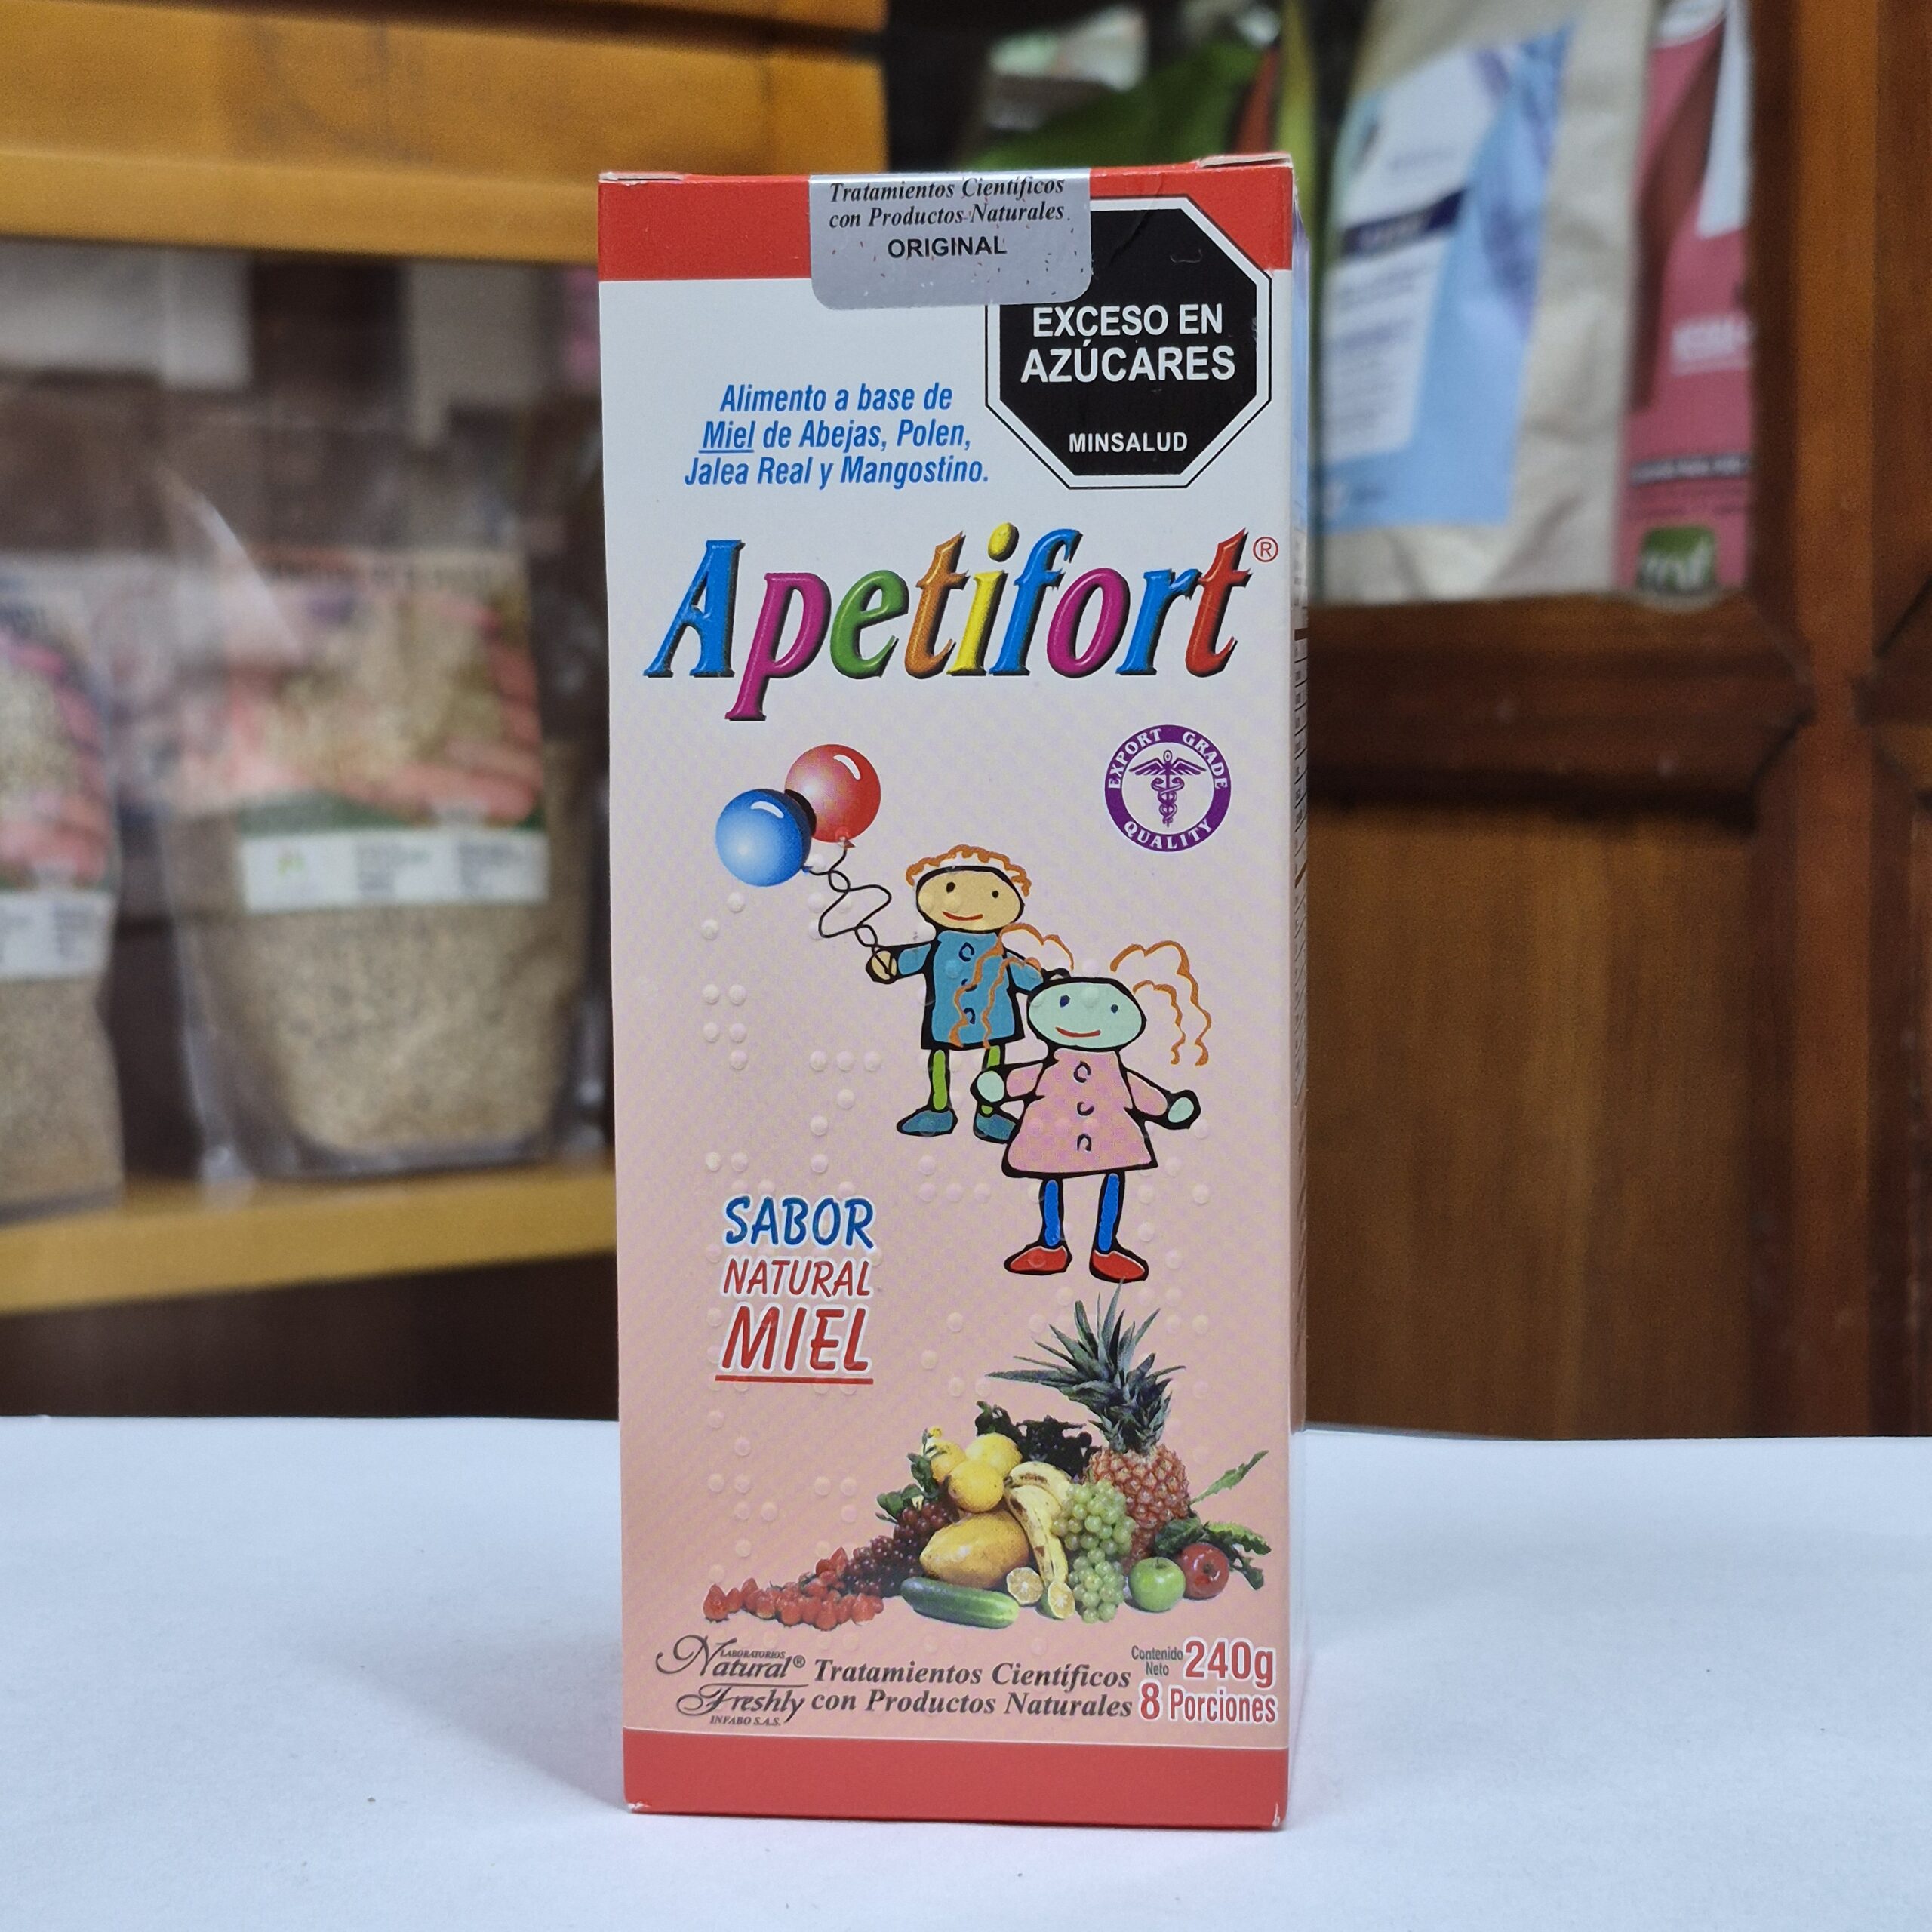 Tratamientos Científicos
con Productos Naturales
ORIGINAL
EXCESO EN
AZÚCARES
MINSALUD
Alimento a base de
Miel de Abejas, Polen,
Jalea Real y Mangostino.
Apetifort®
EXPORT GRADE
QUALITY
SABOR
NATURAL
MIEL
LABORATORIOS
Natural®
Freshly
INFABO S.A.S.
Tratamientos Científicos
con Productos Naturales
Contenido
Neto
240g
8 Porciones